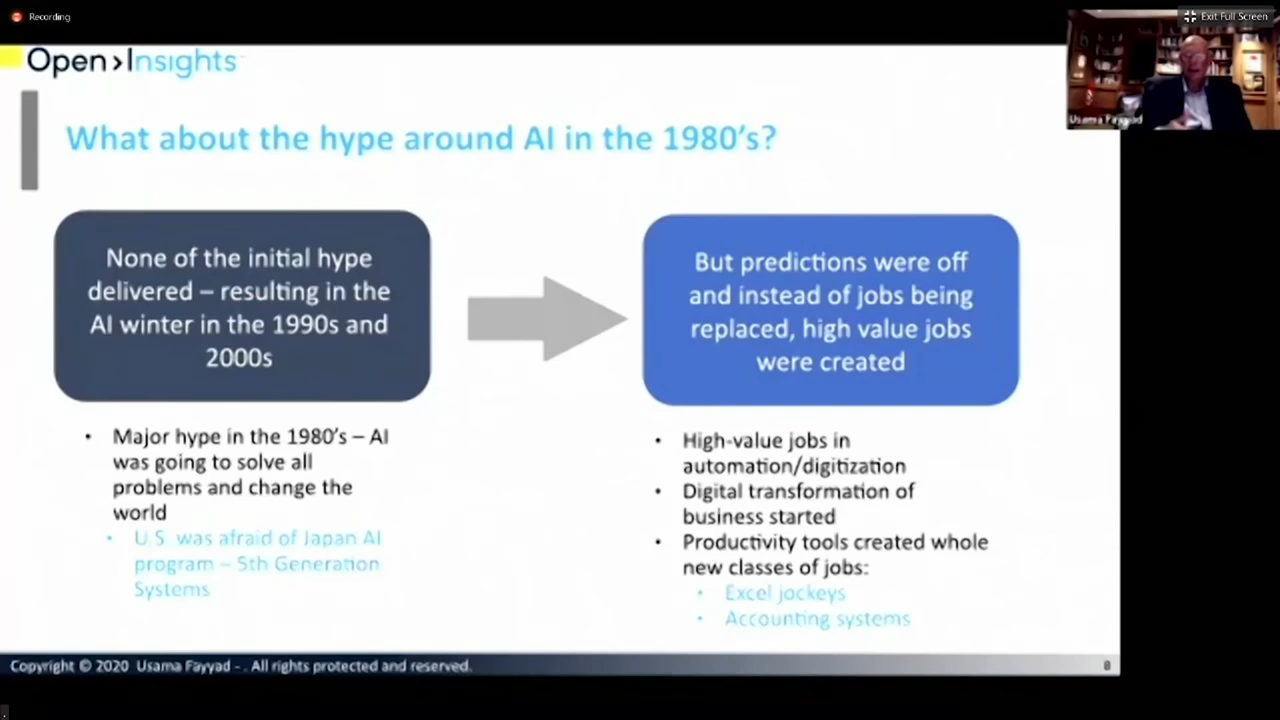 Recording
Exit Full Screen
Open>Insights
Usama Fayyad
What about the hype around AI in the 1980's?
None of the initial hype
delivered – resulting in the
AI winter in the 1990s and
2000s
But predictions were off
and instead of jobs being
replaced, high value jobs
were created
• Major hype in the 1980's – AI
was going to solve all
problems and change the
world
• U.S. was afraid of Japan AI
program – 5th Generation
Systems
• High-value jobs in
automation/digitization
• Digital transformation of
business started
• Productivity tools created whole
new classes of jobs:
• Excel jockeys
• Accounting systems
Copyright © 2020 Usama Fayyad - . All rights protected and reserved.
8